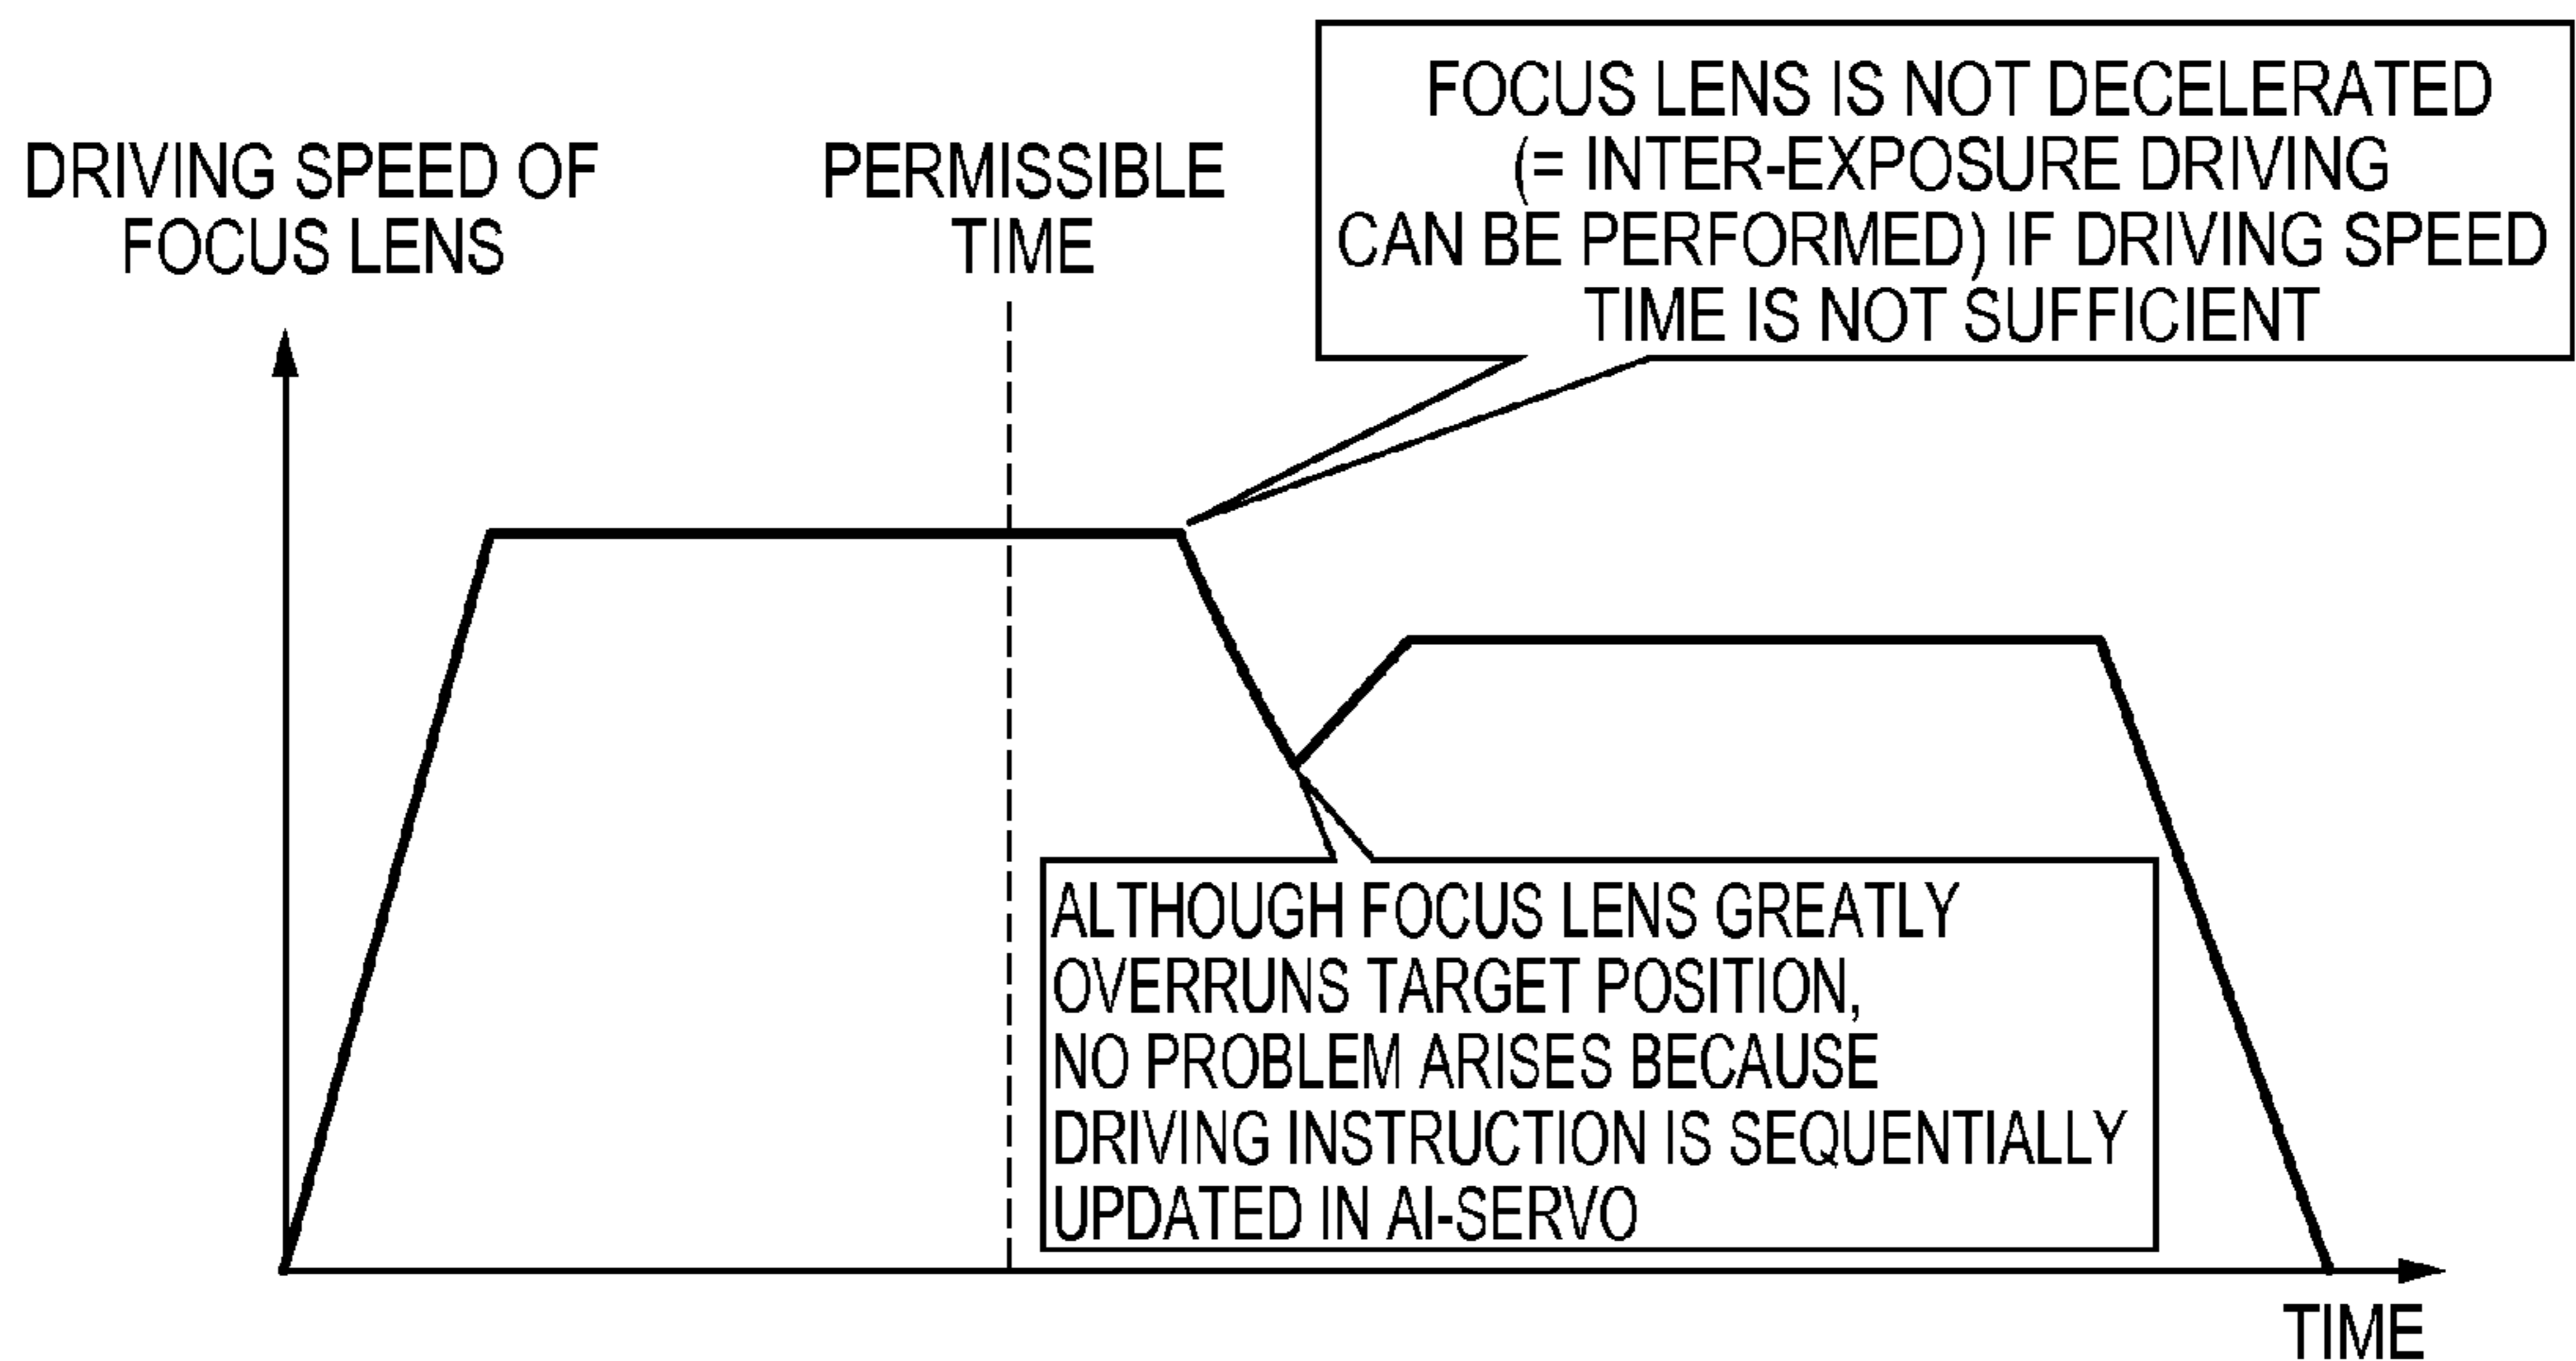 DRIVING SPEED OF
FOCUS LENS
PERMISSIBLE
TIME
FOCUS LENS IS NOT DECELERATED
(= INTER-EXPOSURE DRIVING
CAN BE PERFORMED) IF DRIVING SPEED
TIME IS NOT SUFFICIENT
ALTHOUGH FOCUS LENS GREATLY
OVERRUNS TARGET POSITION,
NO PROBLEM ARISES BECAUSE
DRIVING INSTRUCTION IS SEQUENTIALLY
UPDATED IN AI-SERVO
TIME